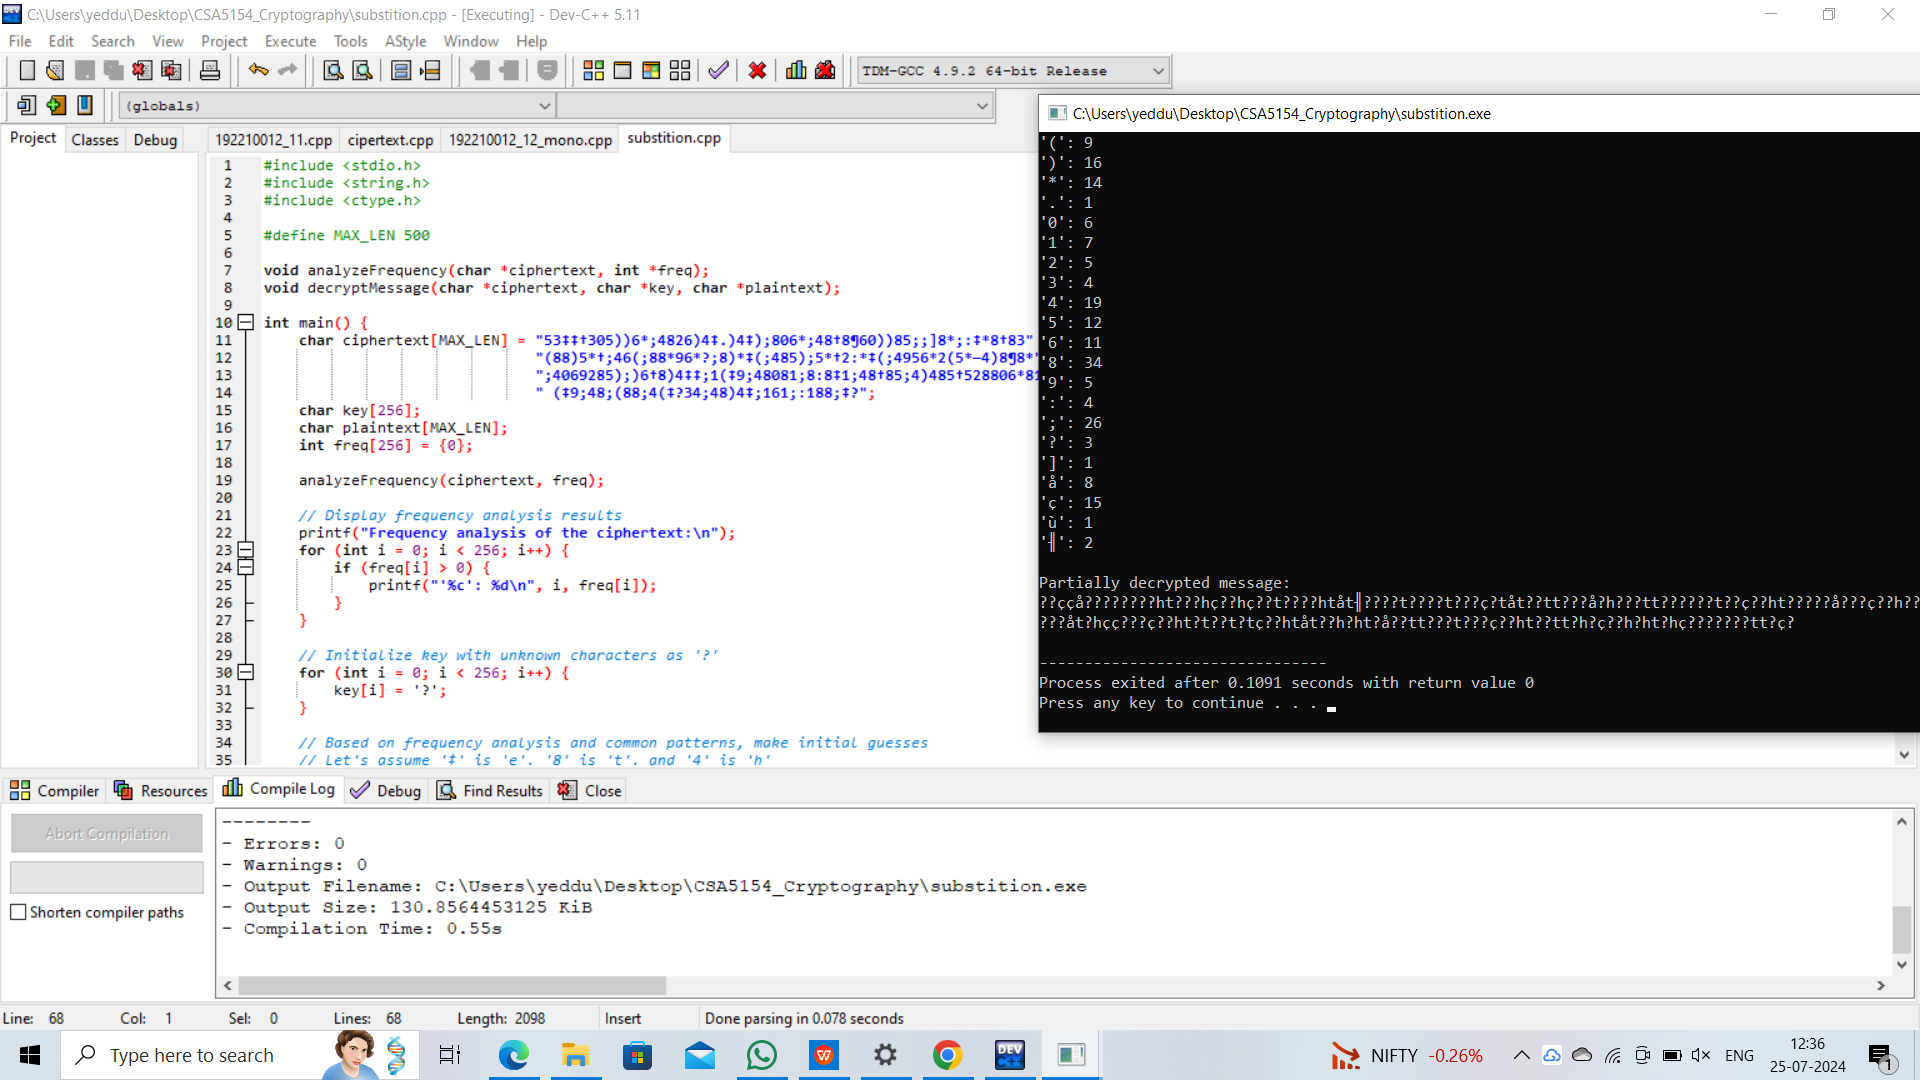 C:\Users\yeddu\Desktop\CSA5154_Cryptography\substition.cpp - [Executing] - Dev-C++ 5.11
File Edit Search View Project Execute Tools AStyle Window Help
TDM-GCC 4.9.2 64-bit Release
(globals)
Project Classes Debug
192210012_11.cpp cipertext.cpp 192210012_12_mono.cpp substition.cpp
1 #include <stdio.h>
2 #include <string.h>
3 #include <ctype.h>
4
5 #define MAX_LEN 500
6
7 void analyzeFrequency(char *ciphertext, int *freq);
8 void decryptMessage(char *ciphertext, char *key, char *plaintext);
9
10 int main() {
11 char ciphertext[MAX_LEN] = "53‡‡†305))6*;4826)4‡.)4‡);806*;48†8¶60))85;;]8*;:‡*8†83"
12 "(88)5*†;46(;88*96*?;8)*‡(;485);5*†2:*‡(;4956*2(5*—4)8¶8*"
13 ";4069285);)6†8)4‡‡;1(‡9;48081;8:8‡1;48†85;4)485†528806*81
14 " (‡9;48;(88;4(‡?34;48)4‡;161;:188;‡?";
15 char key[256];
16 char plaintext[MAX_LEN];
17 int freq[256] = {0};
18
19 analyzeFrequency(ciphertext, freq);
20
21 // Display frequency analysis results
22 printf("Frequency analysis of the ciphertext:\n");
23 for (int i = 0; i < 256; i++) {
24 if (freq[i] > 0) {
25 printf("'%c': %d\n", i, freq[i]);
26 }
27 }
28
29 // Initialize key with unknown characters as '?'
30 for (int i = 0; i < 256; i++) {
31 key[i] = '?';
32 }
33
34 // Based on frequency analysis and common patterns, make initial guesses
35 // Let's assume '‡' is 'e', '8' is 't', and '4' is 'h'
C:\Users\yeddu\Desktop\CSA5154_Cryptography\substition.exe
'(': 9
')': 16
'*': 14
'.': 1
'0': 6
'1': 7
'2': 5
'3': 4
'4': 19
'5': 12
'6': 11
'8': 34
'9': 5
':': 4
';': 26
'?': 3
']': 1
'å': 8
'ç': 15
'ù': 1
'╢': 2
Partially decrypted message:
??ççå????????ht???hç??hç??t????htåt╢????t????t???ç?tåt??tt???å?h???tt??????t??ç??ht?????å???ç??h??
???åt?hçç???ç??ht?t??t?tç??htåt??h?ht?å??tt???t???ç??ht??tt?h?ç??h?ht?hç???????tt?ç?
--------------------------------
Process exited after 0.1091 seconds with return value 0
Press any key to continue . . .
Compiler Resources Compile Log Debug Find Results Close
Abort Compilation
Shorten compiler paths
--------
- Errors: 0
- Warnings: 0
- Output Filename: C:\Users\yeddu\Desktop\CSA5154_Cryptography\substition.exe
- Output Size: 130.8564453125 KiB
- Compilation Time: 0.55s
Line: 68 Col: 1 Sel: 0 Lines: 68 Length: 2098 Insert Done parsing in 0.078 seconds
Type here to search
NIFTY -0.26%
ENG
12:36
25-07-2024
1